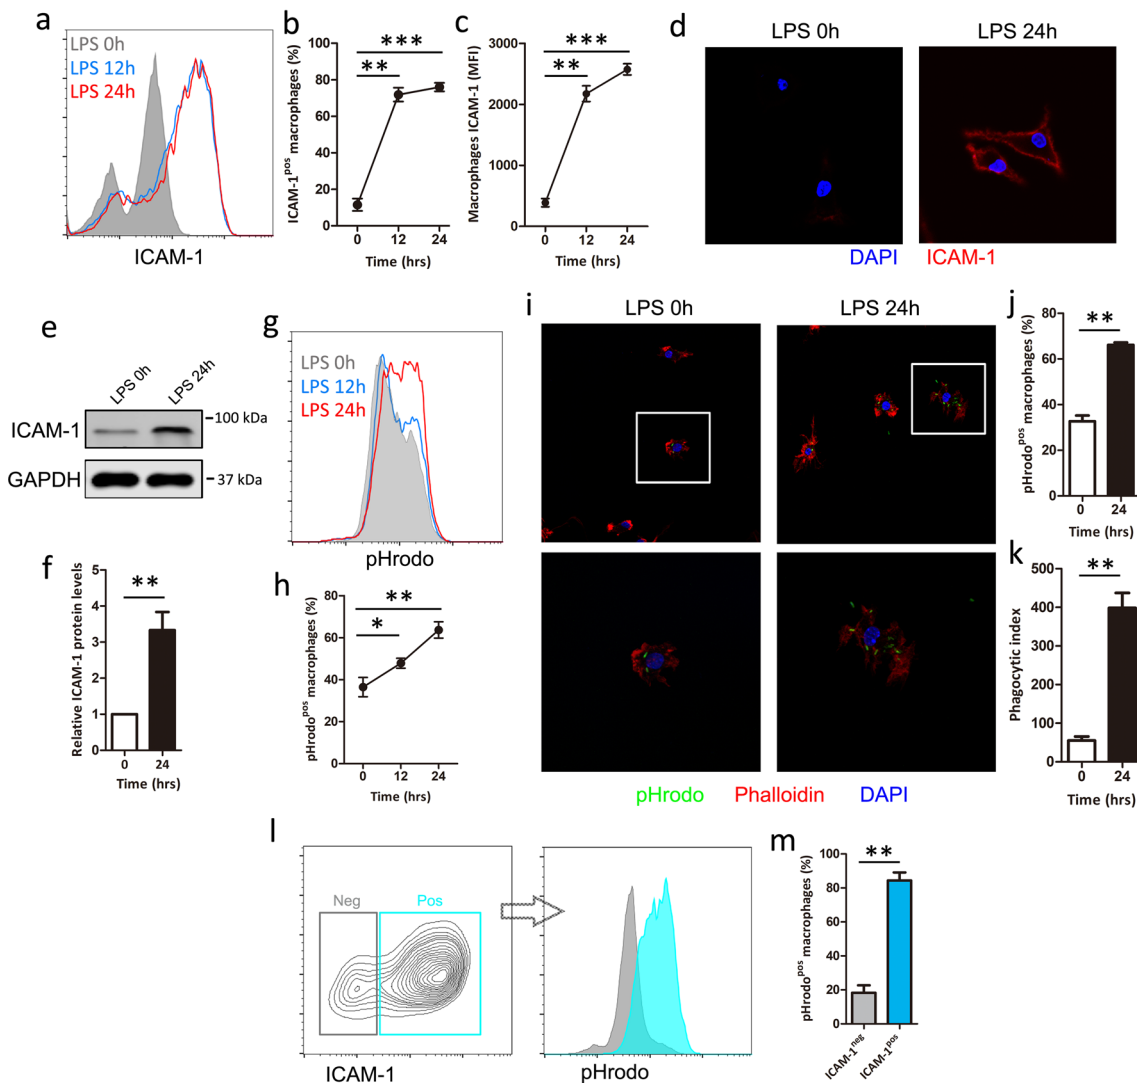 a
LPS 0h
LPS 12h
LPS 24h
ICAM-1
b
ICAM-1pos macrophages (%)
100
80
60
40
20
0
0 12 24
Time (hrs)
** ***
c
Macrophages ICAM-1 (MFI)
3000
2000
1000
0
0 12 24
Time (hrs)
** ***
d
LPS 0h LPS 24h
DAPI ICAM-1
e
LPS 0h LPS 24h
ICAM-1
100 kDa
GAPDH
37 kDa
f
Relative ICAM-1 protein levels
5
4
3
2
1
0
**
0 24
Time (hrs)
g
LPS 0h
LPS 12h
LPS 24h
pHrodo
h
pHrodopos macrophages (%)
80
60
40
20
0
* **
0 12 24
Time (hrs)
i
LPS 0h LPS 24h
pHrodo Phalloidin DAPI
j
pHrodopos macrophages (%)
80
60
40
20
0
**
0 24
Time (hrs)
k
Phagocytic index
500
400
300
200
100
0
**
0 24
Time (hrs)
l
Neg Pos
ICAM-1
pHrodo
m
pHrodopos macrophages (%)
100
80
60
40
20
0
**
ICAM-1neg
ICAM-1pos